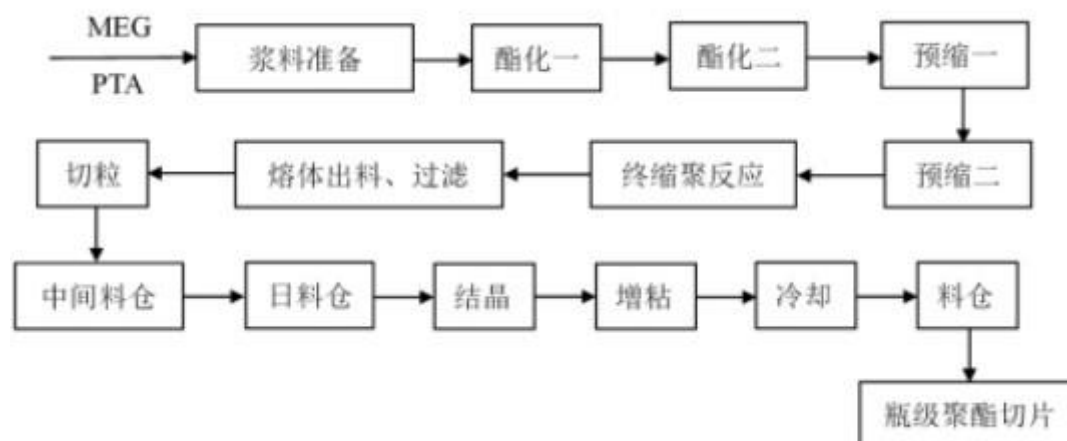 MEG
PTA
浆料准备
酯化一
酯化二
预缩一
切粒
熔体出料、过滤
终缩聚反应
预缩二
中间料仓
日料仓
结晶
增粘
冷却
料仓
瓶级聚酯切片